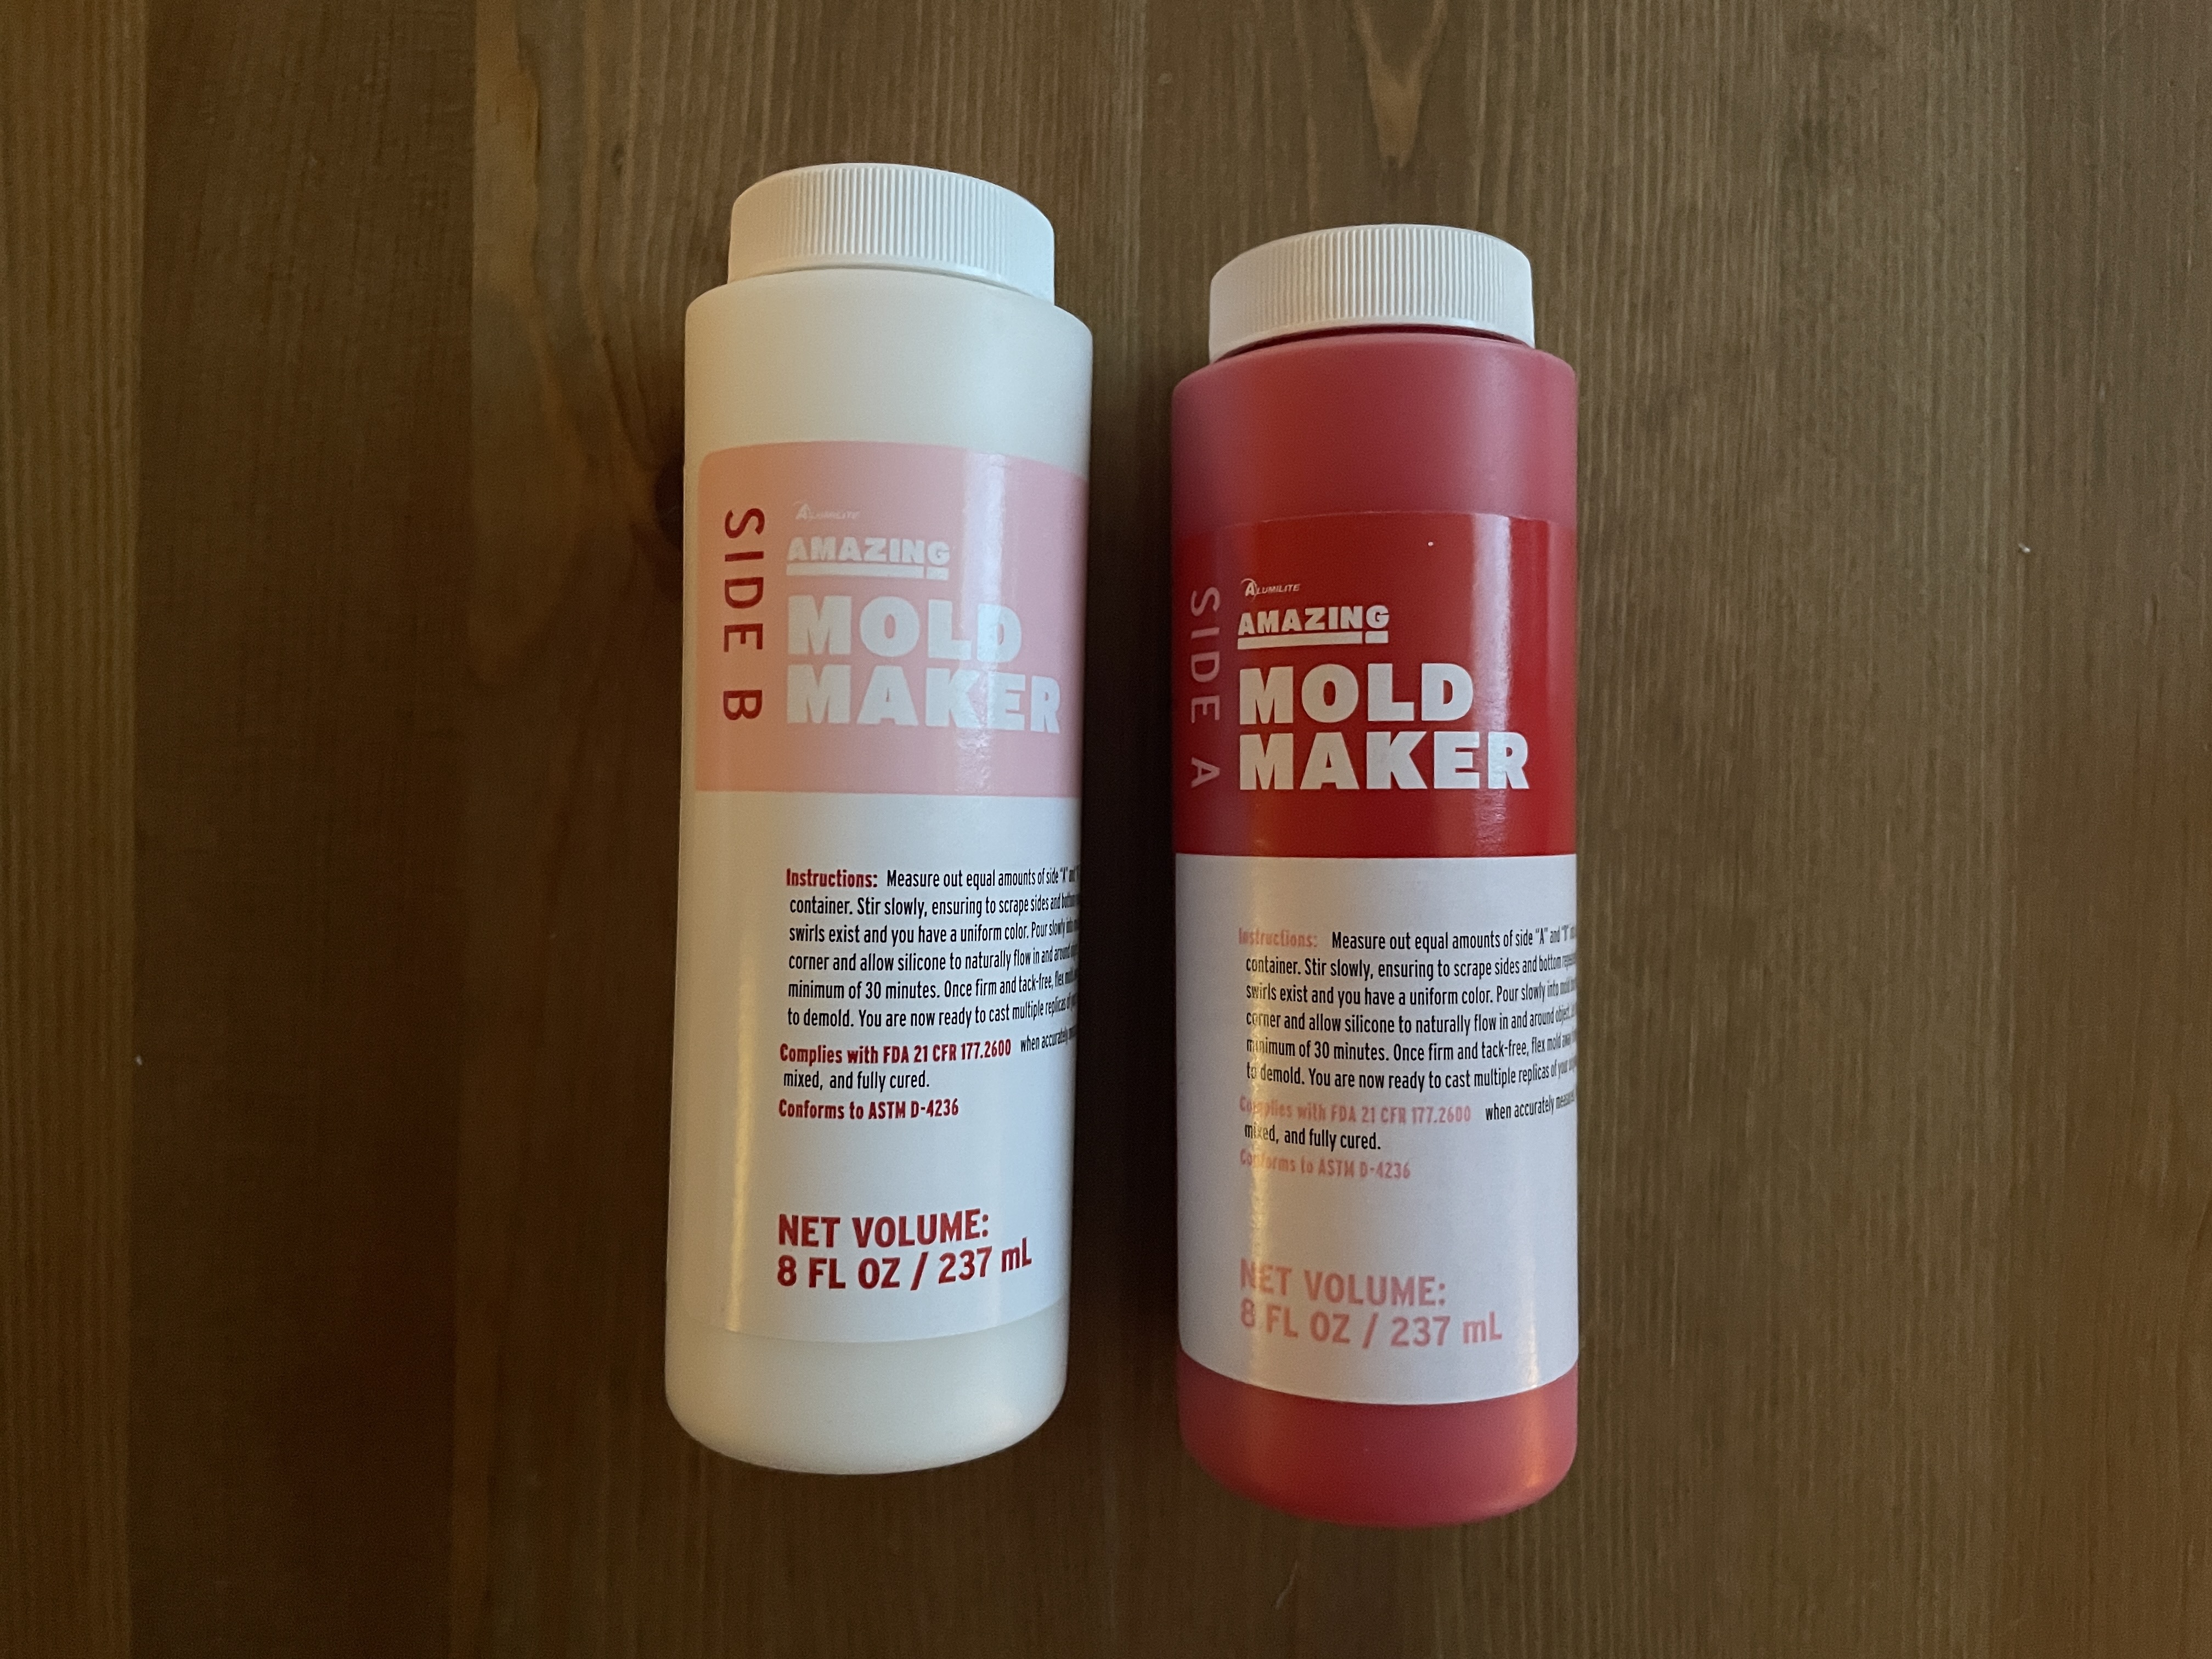 SIDE B
ALUMILITE
AMAZING
MOLD
MAKER
Instructions: Measure out equal amounts of side "A" and
container. Stir slowly, ensuring to scrape sides and bottom
swirls exist and you have a uniform color. Pour slowly into
corner and allow silicone to naturally flow in and around
minimum of 30 minutes. Once firm and tack-free, flex
to demold. You are now ready to cast multiple replicas
Complies with FDA 21 CFR 177.2600 when accurately
mixed, and fully cured.
Conforms to ASTM D-4236
NET VOLUME:
8 FL OZ / 237 mL
SIDE A
ALUMILITE
AMAZING
MOLD
MAKER
Instructions: Measure out equal amounts of side "A" and "B"
container. Stir slowly, ensuring to scrape sides and bottom
swirls exist and you have a uniform color. Pour slowly into mold
corner and allow silicone to naturally flow in and around object.
minimum of 30 minutes. Once firm and tack-free, flex mold away
to demold. You are now ready to cast multiple replicas of your
Complies with FDA 21 CFR 177.2600 when accurately measured,
mixed, and fully cured.
Conforms to ASTM D-4236
NET VOLUME:
8 FL OZ / 237 mL